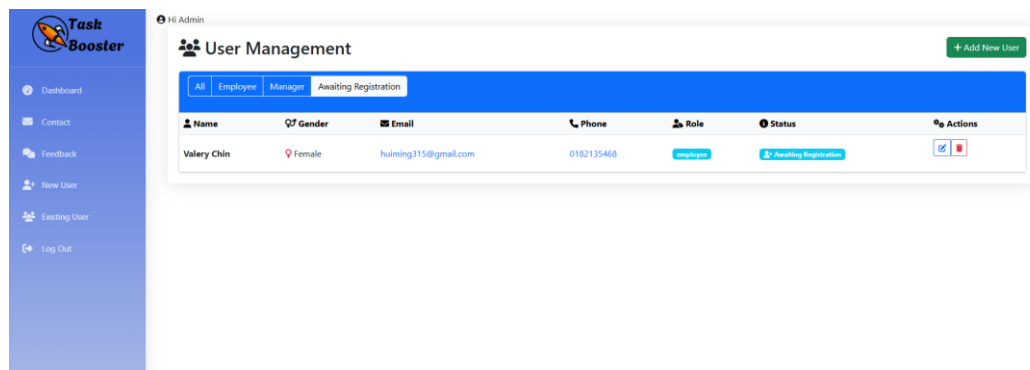 Task
Booster
Dashboard
Contact
Feedback
New User
Existing User
Log Out
Hi Admin
User Management
+ Add New User
All Employee Manager Awaiting Registration
Name Gender Email Phone Role Status Actions
Valery Chin Female huiming315@gmail.com 0182135468 employee Awaiting Registration